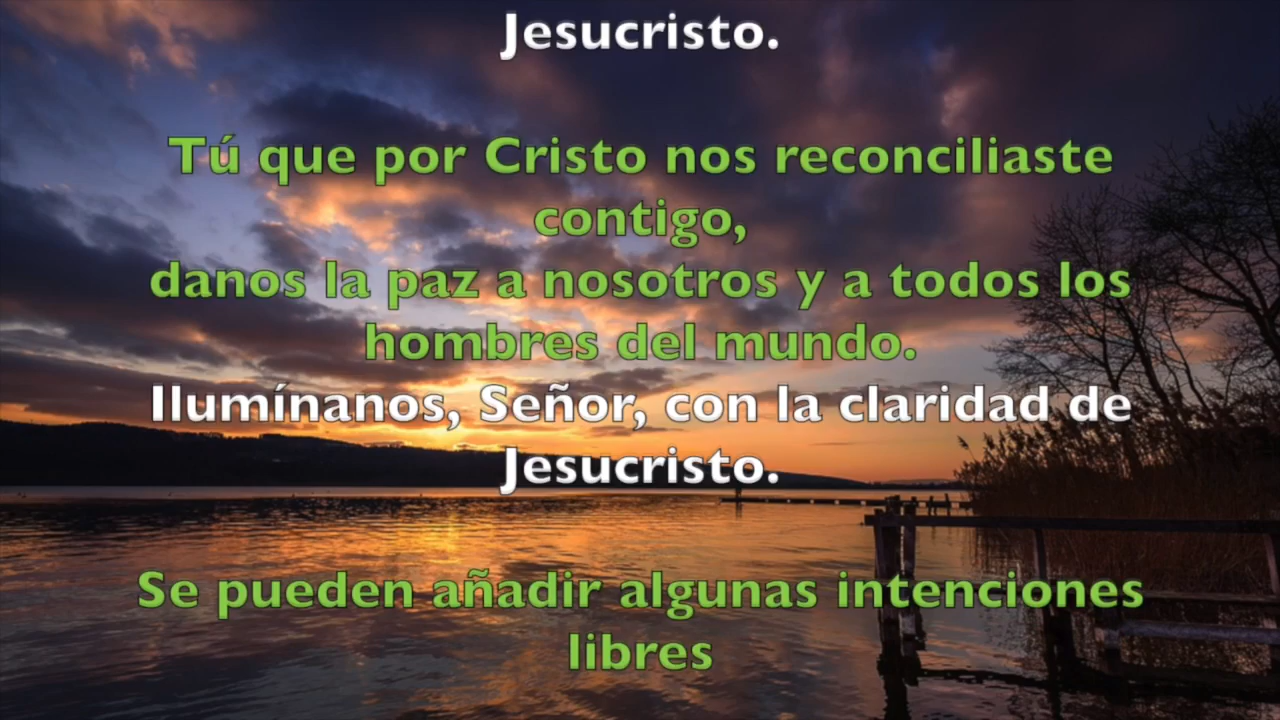 Jesucristo.
Tú que por Cristo nos reconciliaste
contigo,
danos la paz a nosotros y a todos los
hombres del mundo.
Ilumínanos, Señor, con la claridad de
Jesucristo.
Se pueden añadir algunas intenciones
libres